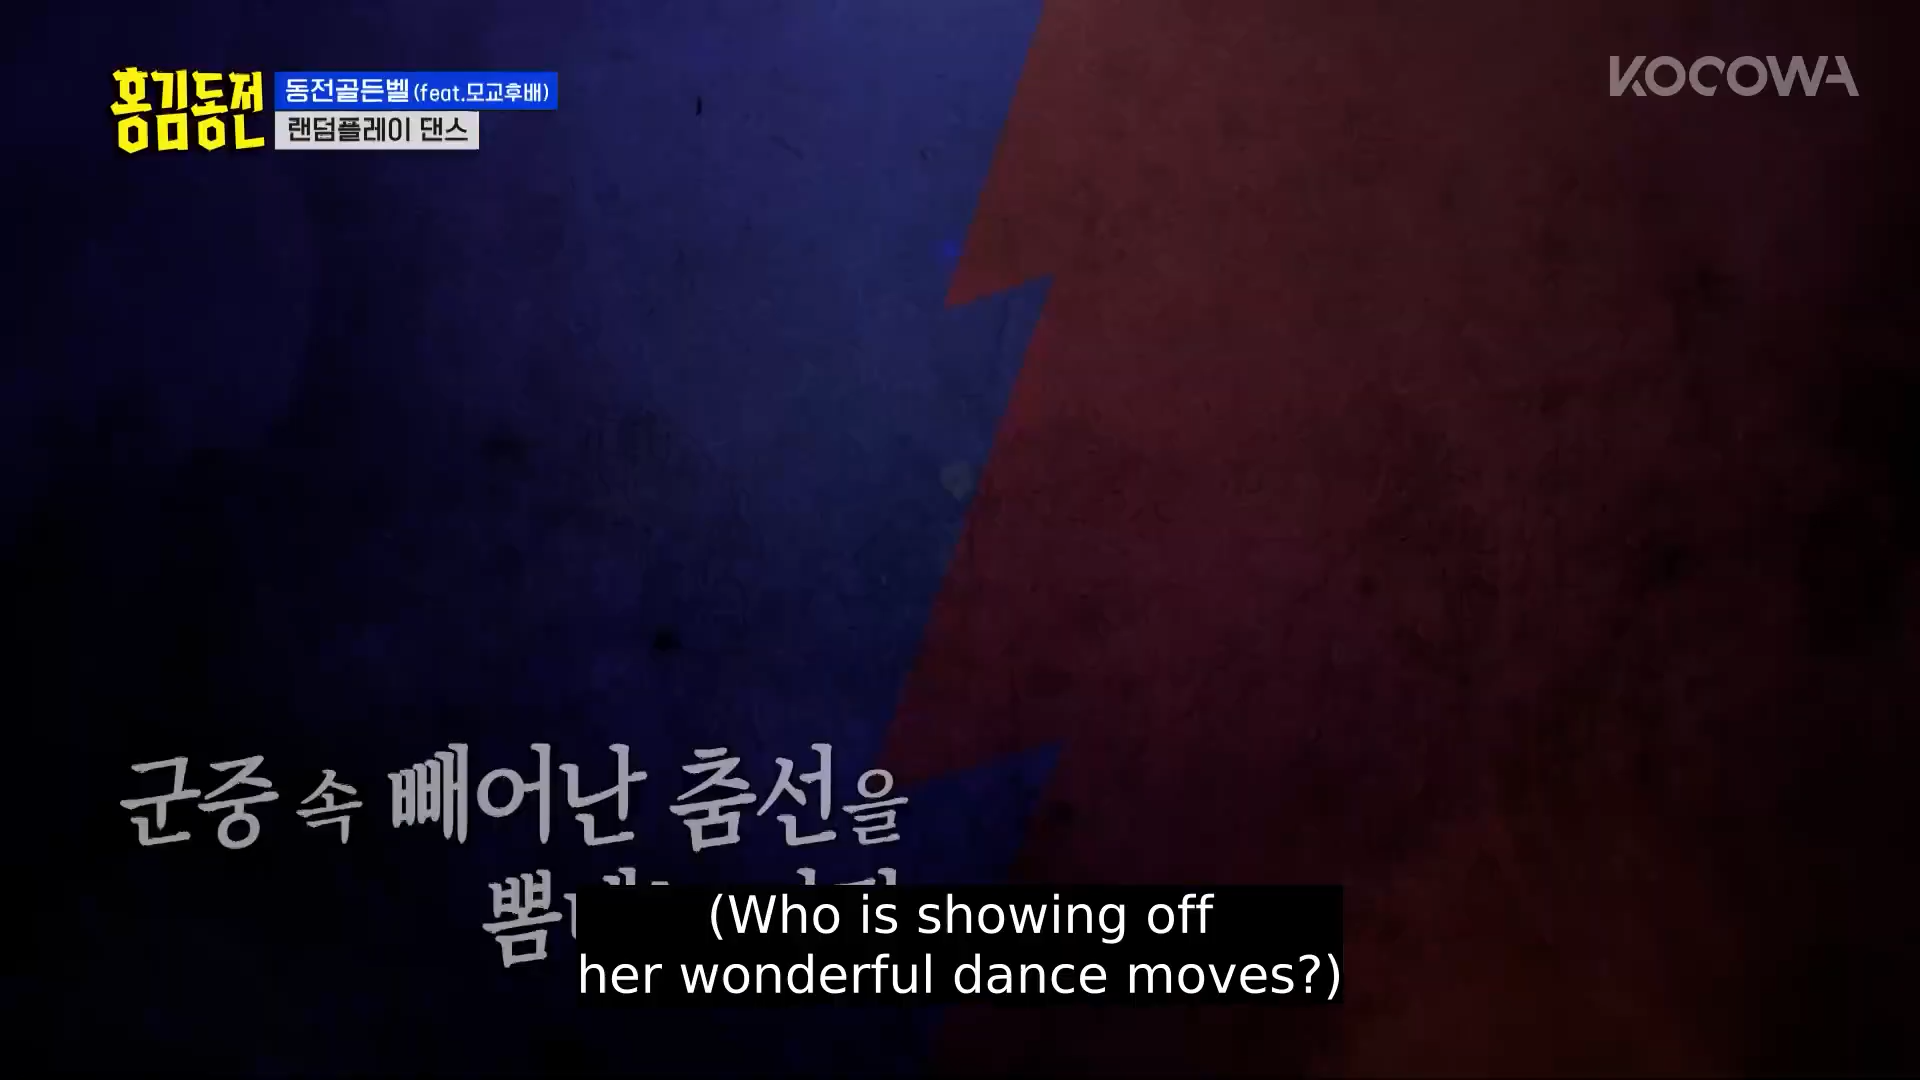 홍김동전
동전골든벨(feat.모교후배)
랜덤플레이 댄스
KOCOWA
군중 속 빼어난 춤선을
(Who is showing off
her wonderful dance moves?)